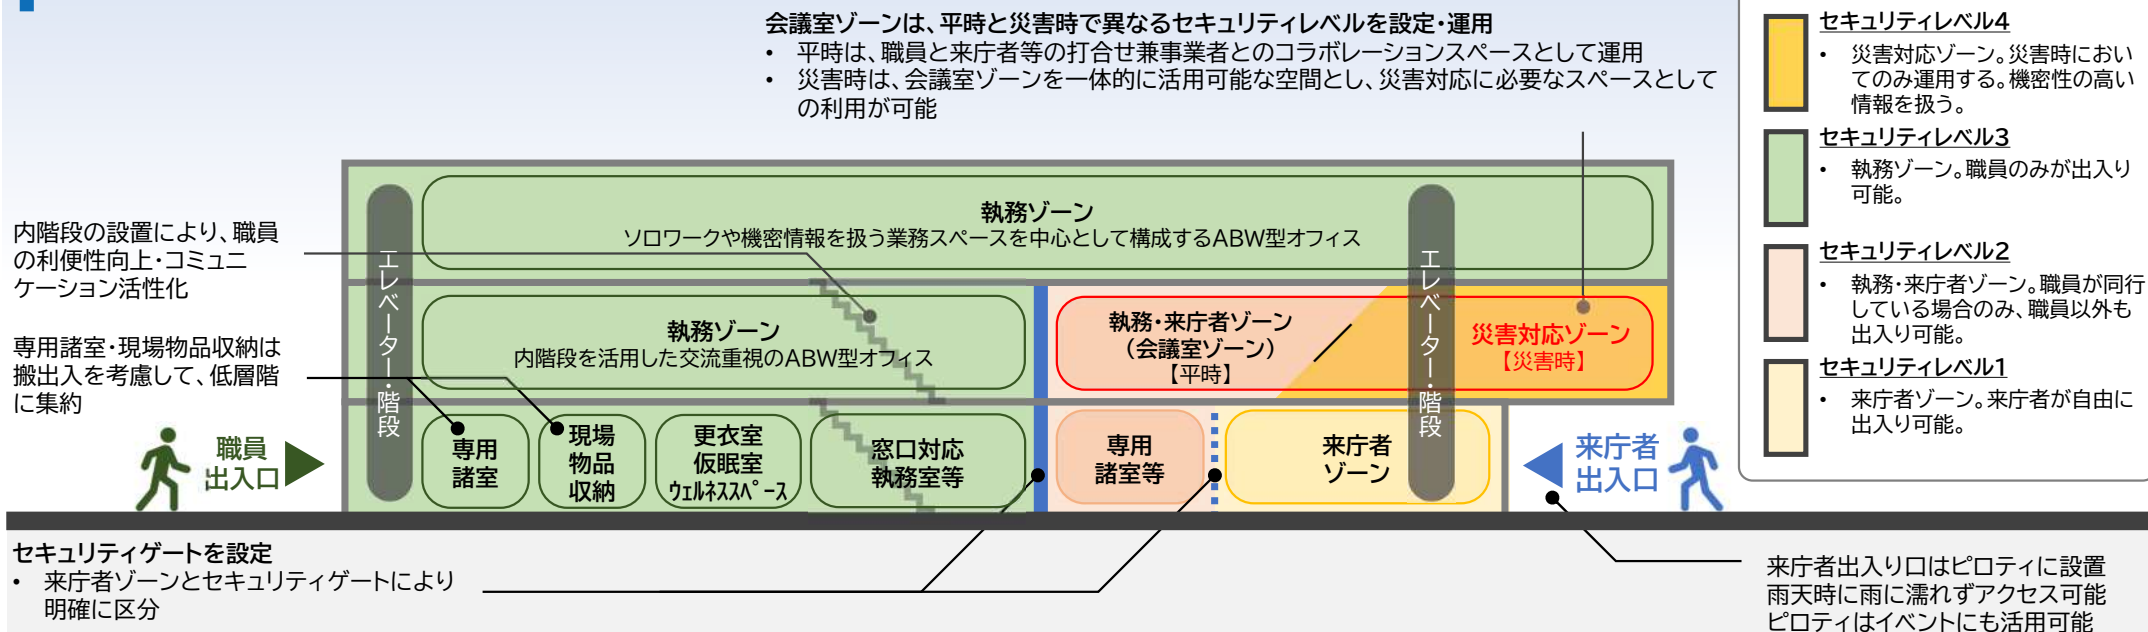 会議室ゾーンは、平時と災害時で異なるセキュリティレベルを設定・運用
• 平時は、職員と来庁者等の打合せ兼事業者とのコラボレーションスペースとして運用
• 災害時は、会議室ゾーンを一体的に活用可能な空間とし、災害対応に必要なスペースとして
の利用が可能
セキュリティレベル4
• 災害対応ゾーン。災害時におい
てのみ運用する。機密性の高い
情報を扱う。
セキュリティレベル3
• 執務ゾーン。職員のみが出入り
可能。
セキュリティレベル2
• 執務・来庁者ゾーン。職員が同行
している場合のみ、職員以外も
出入り可能。
セキュリティレベル1
• 来庁者ゾーン。来庁者が自由に
出入り可能。
内階段の設置により、職員
の利便性向上・コミュニ
ケーション活性化
専用諸室・現場物品収納は
搬出入を考慮して、低層階
に集約
職員
出入口
エレベーター・階段
執務ゾーン
ソロワークや機密情報を扱う業務スペースを中心として構成するABW型オフィス
執務ゾーン
内階段を活用した交流重視のABW型オフィス
執務・来庁者ゾーン
(会議室ゾーン)
【平時】
エレベーター・階段
災害対応ゾーン
【災害時】
専用
諸室
現場
物品
収納
更衣室
仮眠室
ウェルネススペース
窓口対応
執務室等
専用
諸室等
来庁者
ゾーン
来庁者
出入口
セキュリティゲートを設定
• 来庁者ゾーンとセキュリティゲートにより
明確に区分
来庁者出入り口はピロティに設置
雨天時に雨に濡れずアクセス可能
ピロティはイベントにも活用可能